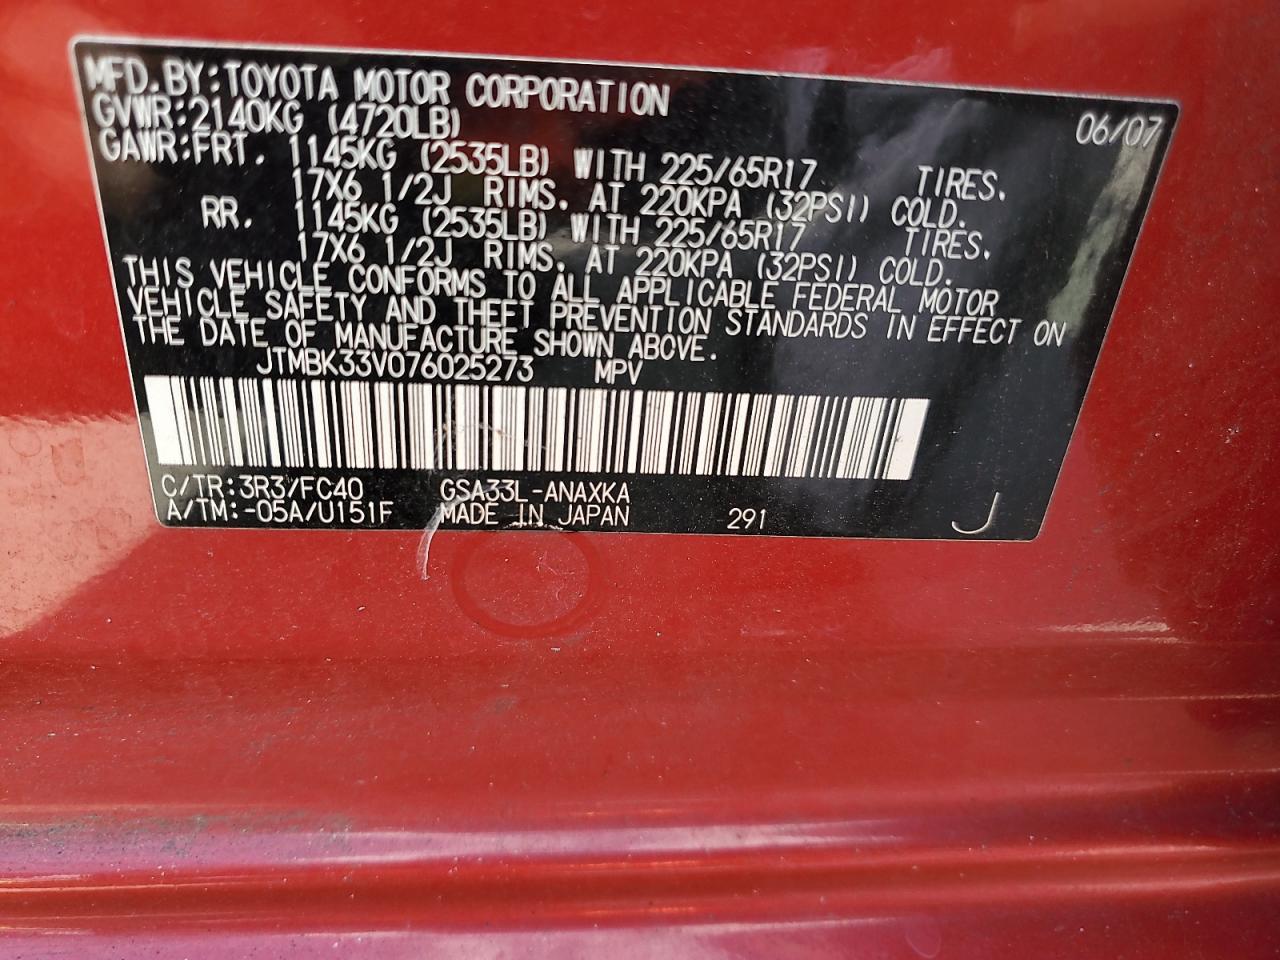 MFD.BY:TOYOTA MOTOR CORPORATION 06/07
GVWR:2140KG (4720LB)
GAWR:FRT. 1145KG (2535LB) WITH 225/65R17 TIRES.
17X6 1/2J RIMS. AT 220KPA (32PSI) COLD.
RR. 1145KG (2535LB) WITH 225/65R17 TIRES.
17X6 1/2J RIMS. AT 220KPA (32PSI) COLD.
THIS VEHICLE CONFORMS TO ALL APPLICABLE FEDERAL MOTOR
VEHICLE SAFETY AND THEFT PREVENTION STANDARDS IN EFFECT ON
THE DATE OF MANUFACTURE SHOWN ABOVE.
JTMBK33V076025273 MPV
C/TR:3R3/FC40 GSA33L-ANAXKA
A/TM:-05A/U151F MADE IN JAPAN 291 J